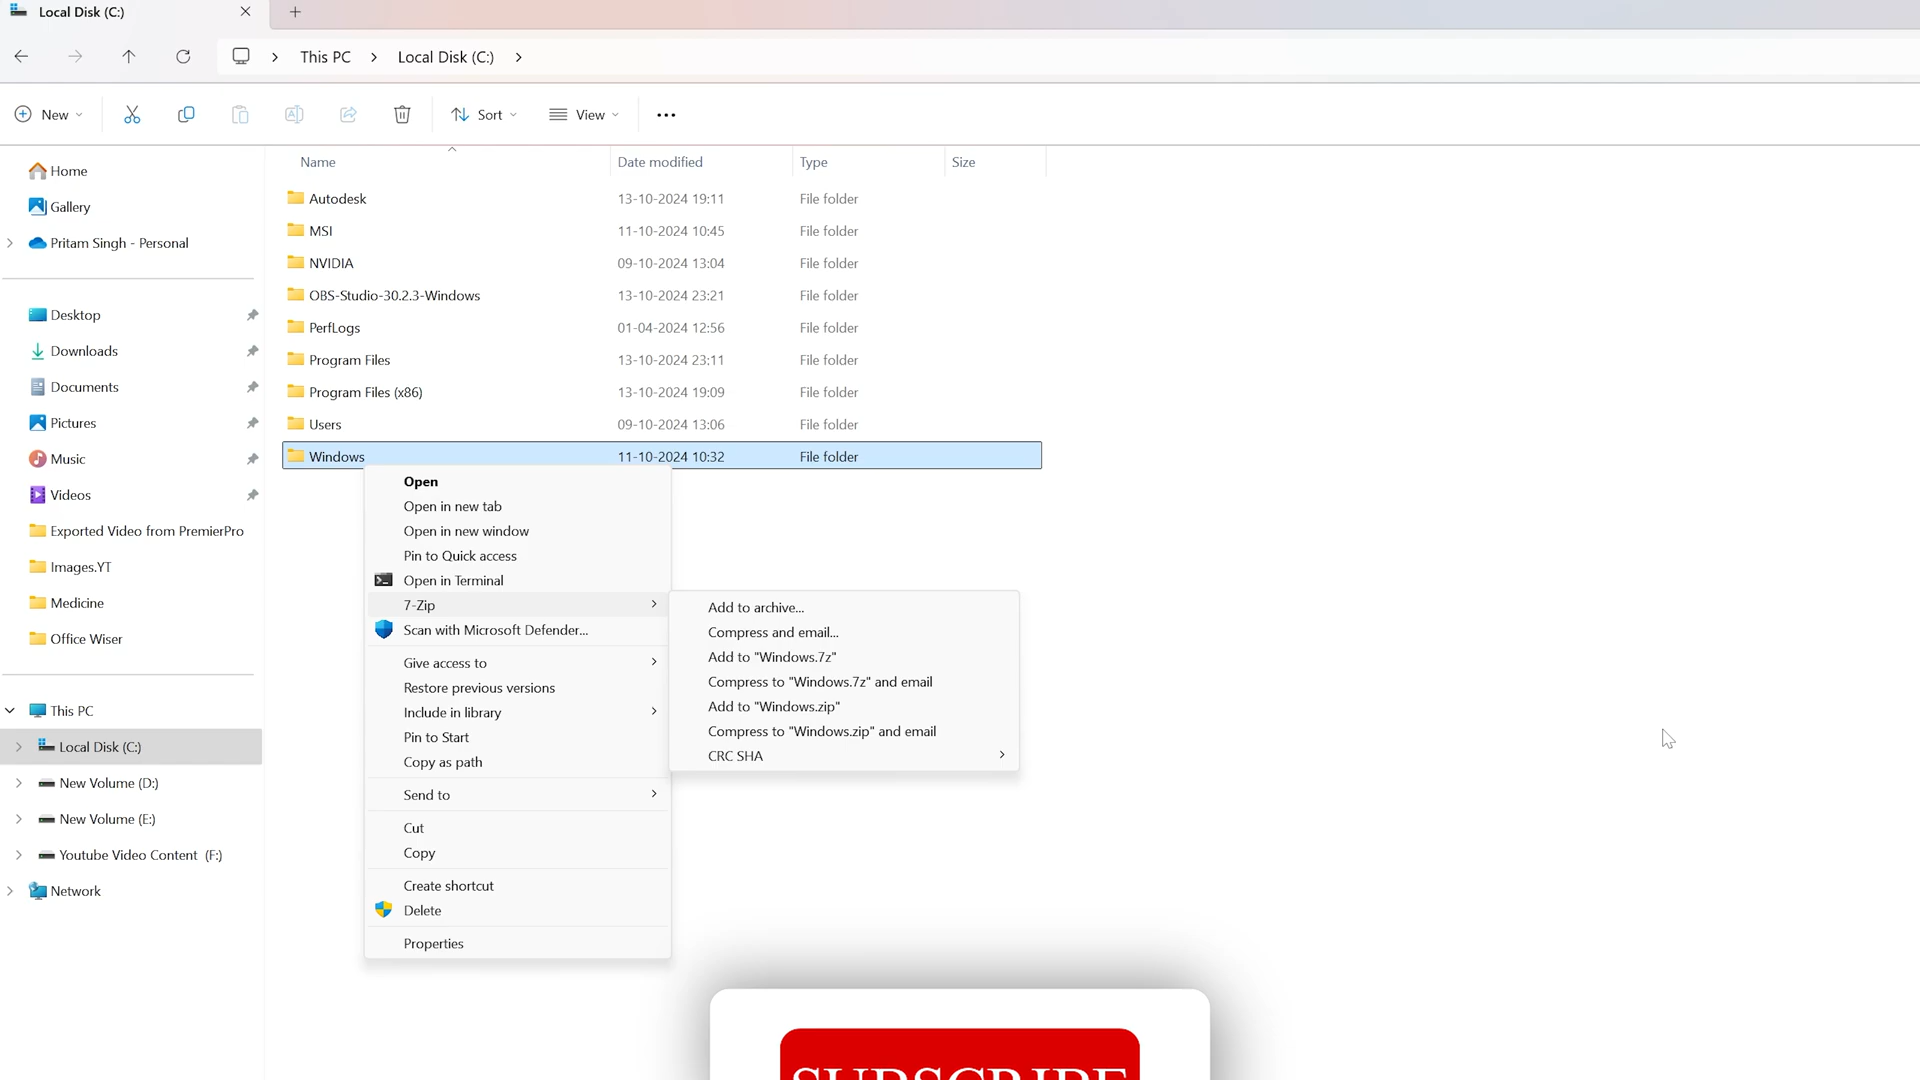 Local Disk (C:)
This PC > Local Disk (C:) >
New Sort View
Name Date modified Type Size
Home
Gallery
Pritam Singh - Personal
Desktop
Downloads
Documents
Pictures
Music
Videos
Exported Video from PremierPro
Images.YT
Medicine
Office Wiser
This PC
Local Disk (C:)
New Volume (D:)
New Volume (E:)
Youtube Video Content (F:)
Network
Autodesk 13-10-2024 19:11 File folder
MSI 11-10-2024 10:45 File folder
NVIDIA 09-10-2024 13:04 File folder
OBS-Studio-30.2.3-Windows 13-10-2024 23:21 File folder
PerfLogs 01-04-2024 12:56 File folder
Program Files 13-10-2024 23:11 File folder
Program Files (x86) 13-10-2024 19:09 File folder
Users 09-10-2024 13:06 File folder
Windows 11-10-2024 10:32 File folder
Open
Open in new tab
Open in new window
Pin to Quick access
Open in Terminal
7-Zip
Scan with Microsoft Defender...
Give access to
Restore previous versions
Include in library
Pin to Start
Copy as path
Send to
Cut
Copy
Create shortcut
Delete
Properties
Add to archive...
Compress and email...
Add to "Windows.7z"
Compress to "Windows.7z" and email
Add to "Windows.zip"
Compress to "Windows.zip" and email
CRC SHA
SUBSCRIBE